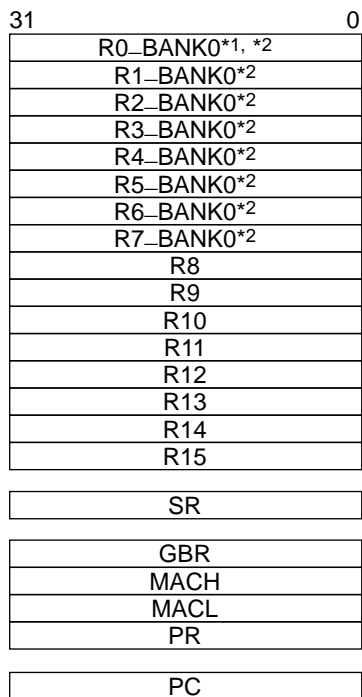 31 0
R0_BANK0*1, *2
R1_BANK0*2
R2_BANK0*2
R3_BANK0*2
R4_BANK0*2
R5_BANK0*2
R6_BANK0*2
R7_BANK0*2
R8
R9
R10
R11
R12
R13
R14
R15
SR
GBR
MACH
MACL
PR
PC